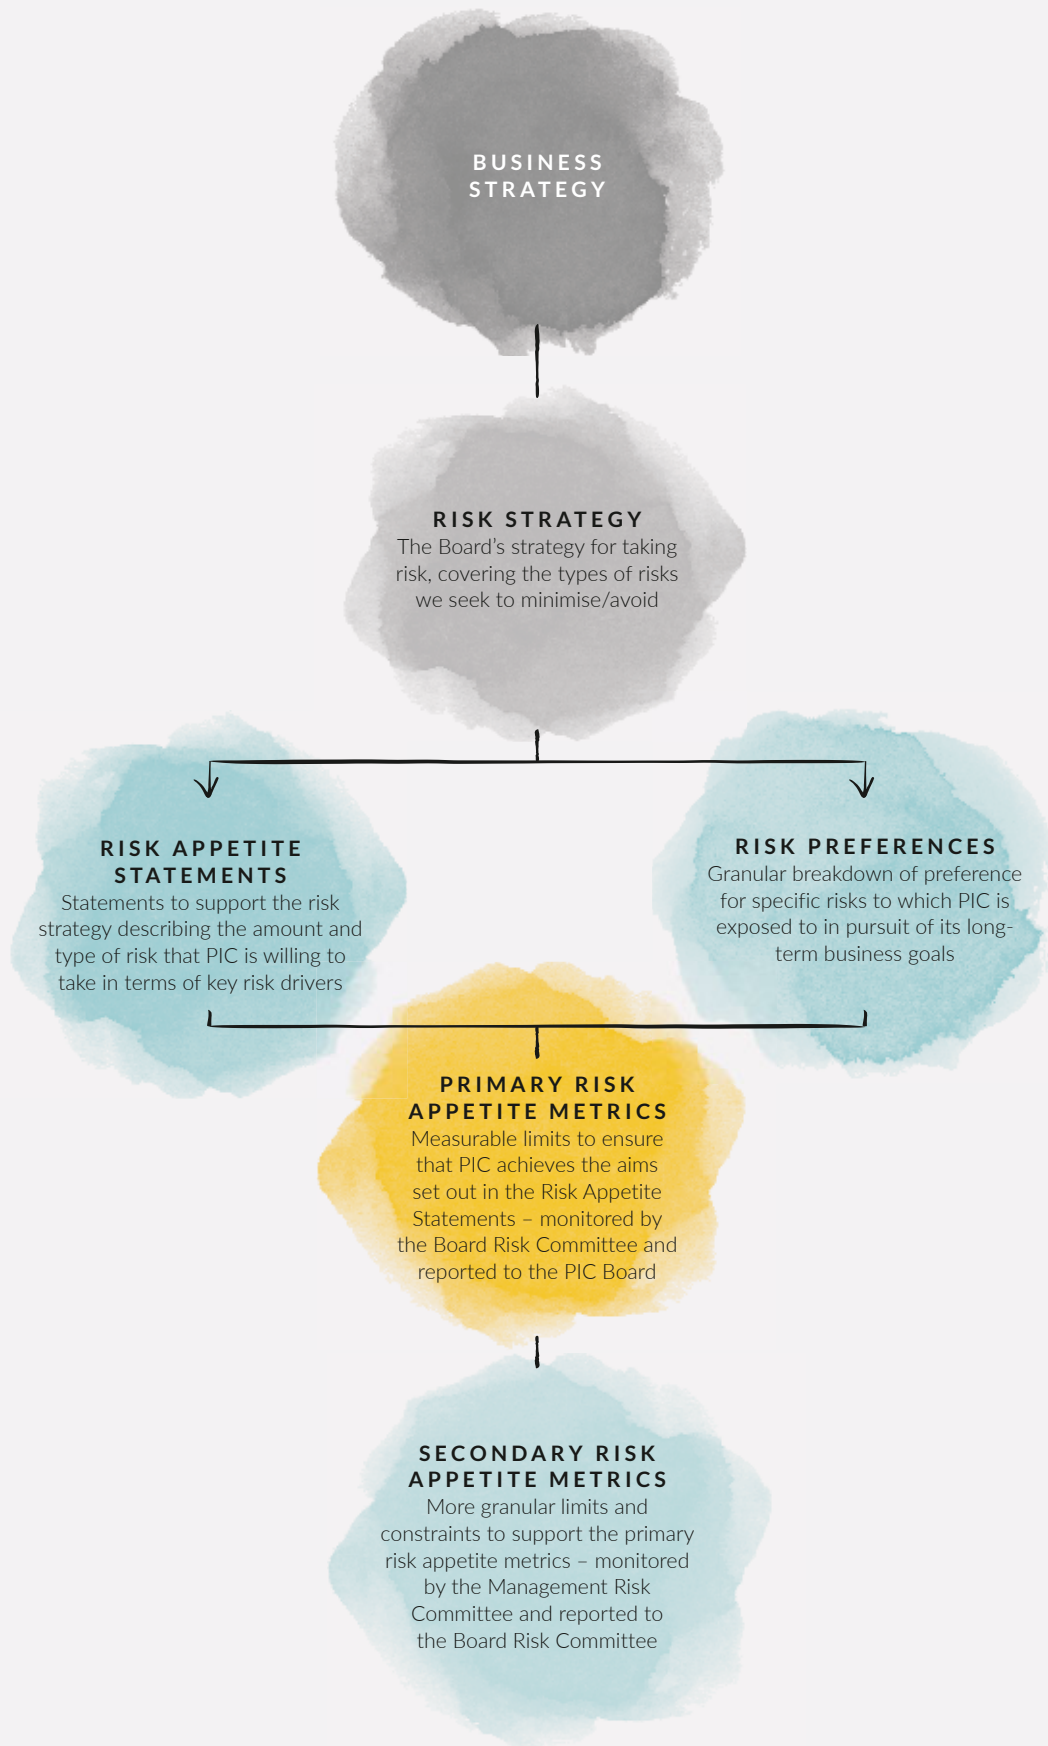 BUSINESS
STRATEGY
RISK STRATEGY
The Board’s strategy for taking
risk, covering the types of risks
we seek to minimise/avoid
RISK APPETITE
STATEMENTS
Statements to support the risk
strategy describing the amount and
type of risk that PIC is willing to
take in terms of key risk drivers
RISK PREFERENCES
Granular breakdown of preference
for specific risks to which PIC is
exposed to in pursuit of its long-
term business goals
PRIMARY RISK
APPETITE METRICS
Measurable limits to ensure
that PIC achieves the aims
set out in the Risk Appetite
Statements – monitored by
the Board Risk Committee and
reported to the PIC Board
SECONDARY RISK
APPETITE METRICS
More granular limits and
constraints to support the primary
risk appetite metrics – monitored
by the Management Risk
Committee and reported to
the Board Risk Committee